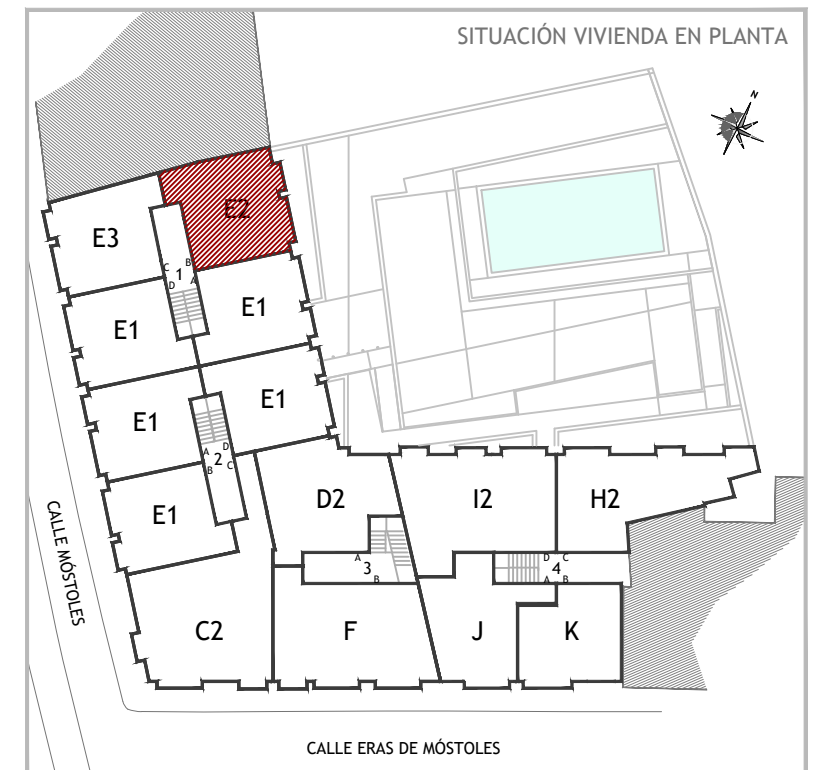 SITUACIÓN VIVIENDA EN PLANTA
N
E2
E3
C
B
1
D
A
E1
E1
E1
E1
A
D
2
B
C
E1
D2
I2
H2
A
3
B
D
C
4
A
B
C2
F
J
K
CALLE MÓSTOLES
CALLE ERAS DE MÓSTOLES